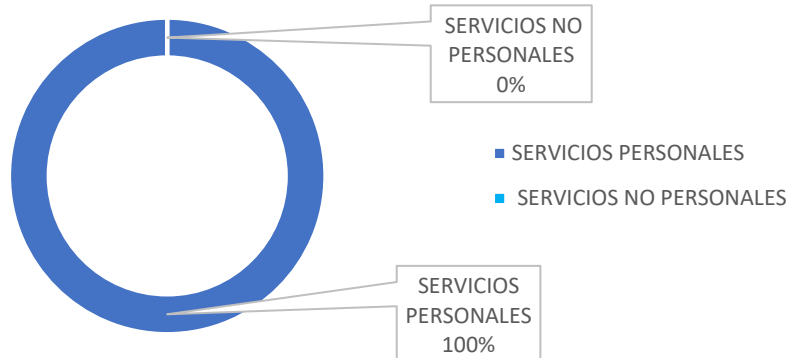 SERVICIOS NO
PERSONALES
0%
SERVICIOS PERSONALES
SERVICIOS NO PERSONALES
SERVICIOS
PERSONALES
100%